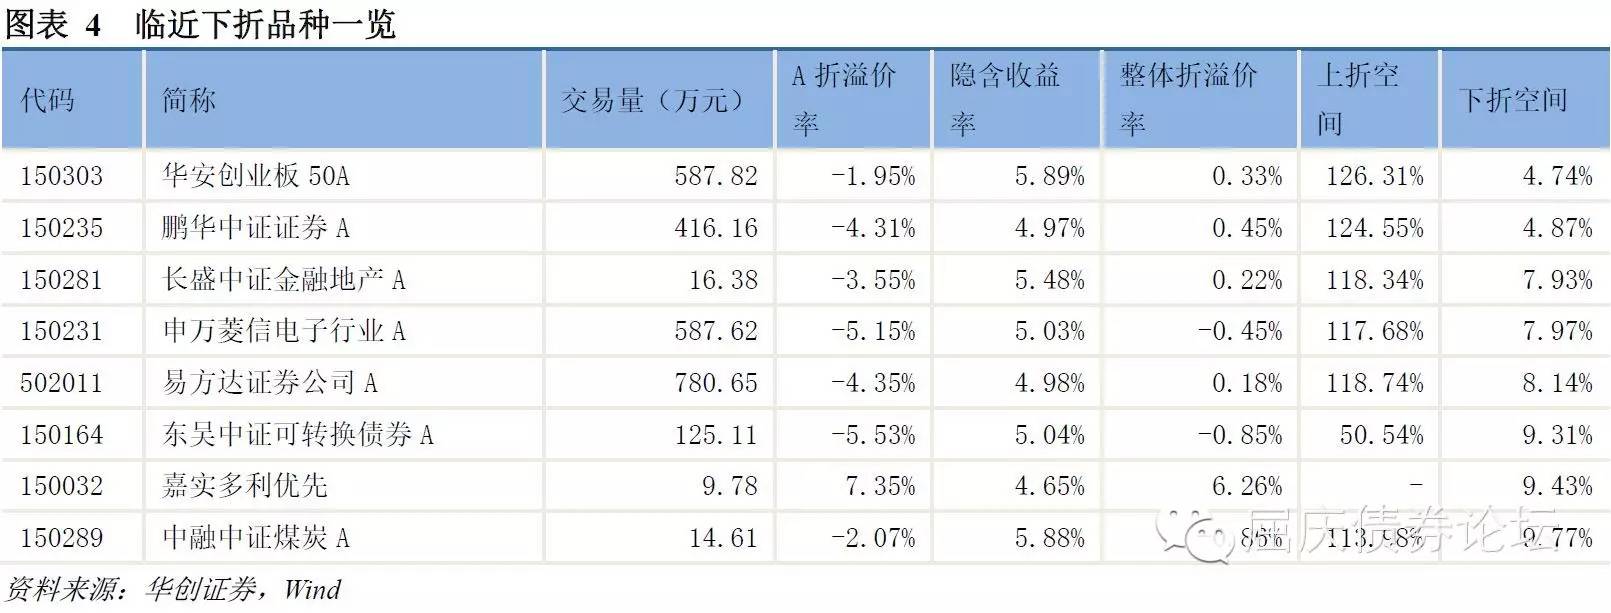 图表 4 临近下折品种一览
代码 简称 交易量（万元） A 折溢价率 隐含收益率 整体折溢价率 上折空间 下折空间
150303 华安创业板 50A 587.82 -1.95% 5.89% 0.33% 126.31% 4.74%
150235 鹏华中证证券 A 416.16 -4.31% 4.97% 0.45% 124.55% 4.87%
150281 长盛中证金融地产 A 16.38 -3.55% 5.48% 0.22% 118.34% 7.93%
150231 申万菱信电子行业 A 587.62 -5.15% 5.03% -0.45% 117.68% 7.97%
502011 易方达证券公司 A 780.65 -4.35% 4.98% 0.18% 118.74% 8.14%
150164 东吴中证可转换债券 A 125.11 -5.53% 5.04% -0.85% 50.54% 9.31%
150032 嘉实多利优先 9.78 7.35% 4.65% 6.26% - 9.43%
150289 中融中证煤炭 A 14.61 -2.07% 5.88% 113.98% 9.77%
屈庆债券论坛
资料来源：华创证券，Wind